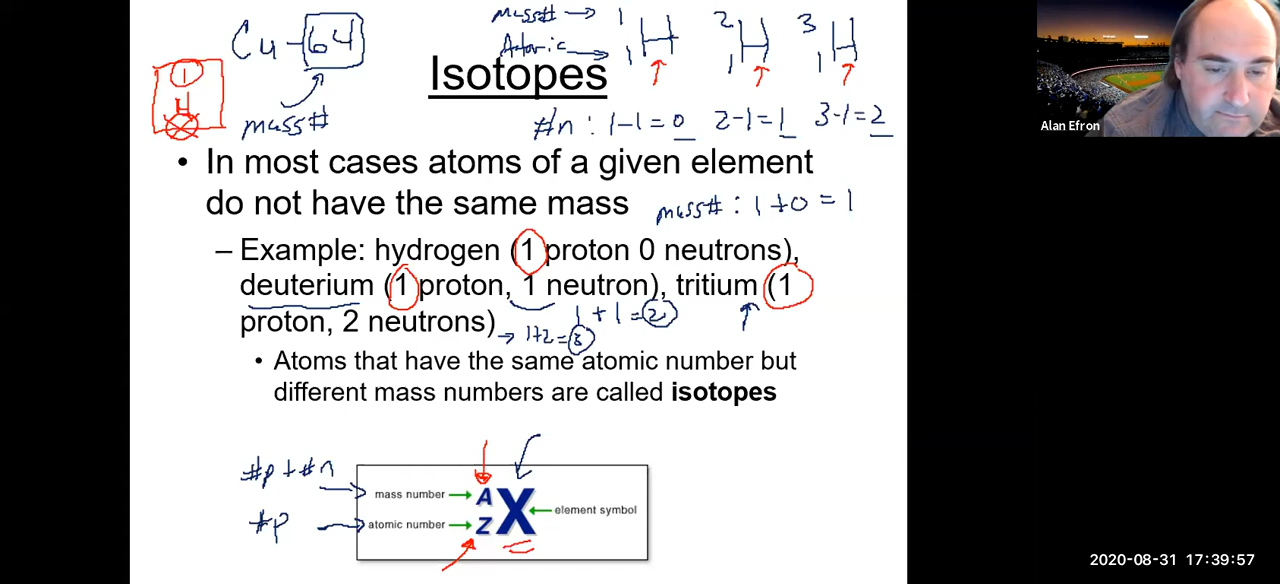 Cu-64
mass#
mass# → 1 H 2 H 3 H
Atomic → 1 1 1
Isotopes
1
H
#n : 1-1=0 2-1=1 3-1=2
• In most cases atoms of a given element
do not have the same mass
mass# : 1+0=1
– Example: hydrogen (1 proton 0 neutrons),
deuterium (1 proton, 1 neutron), tritium (1
proton, 2 neutrons)
1+1=2
→ 1+2=3
• Atoms that have the same atomic number but
different mass numbers are called isotopes
#p+#n
#p
mass number → A
atomic number → Z
X
element symbol
Alan Efron
2020-08-31 17:39:57